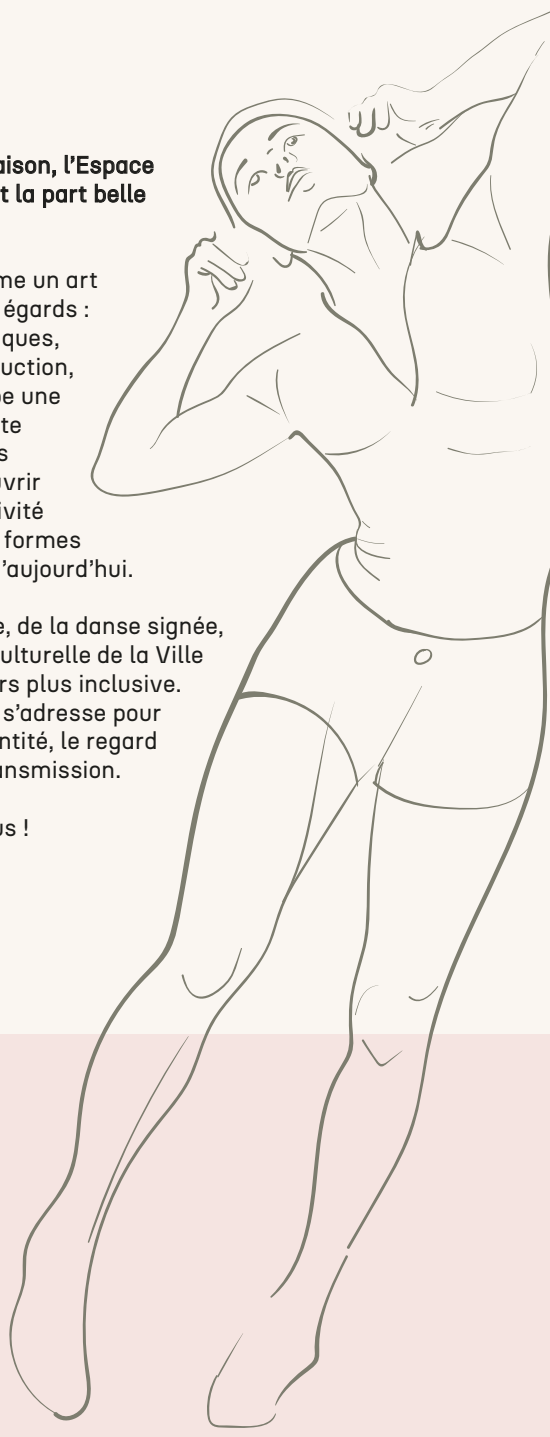 aison, l’Espace
t la part belle
me un art
égards :
ques,
uction,
e une
te
s
uvrir
ivité
formes
’aujourd’hui.
e, de la danse signée,
ulturelle de la Ville
rs plus inclusive.
s’adresse pour
ntité, le regard
ansmission.
us !